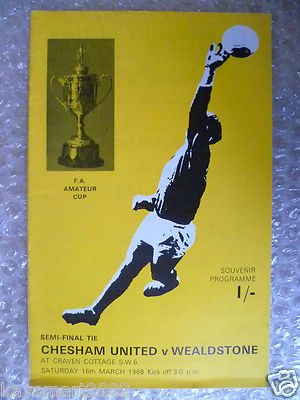 F.A.
AMATEUR
CUP
SOUVENIR
PROGRAMME
1/-
SEMI-FINAL TIE
CHESHAM UNITED v WEALDSTONE
AT CRAVEN COTTAGE S.W.6
SATURDAY 16th MARCH 1968 Kick off 3.0 p.m.